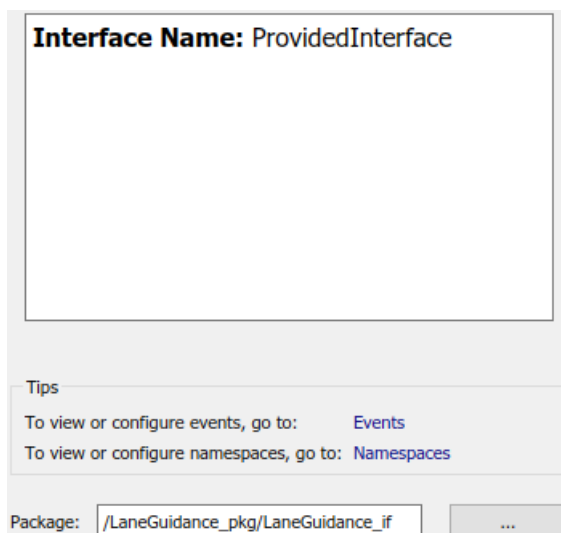 Interface Name: ProvidedInterface
Tips
To view or configure events, go to: Events
To view or configure namespaces, go to: Namespaces
Package: /LaneGuidance_pkg/LaneGuidance_if ...